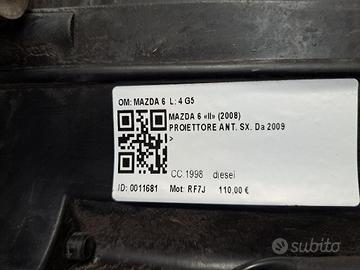 OM: MAZDA 6 L: 4 G5
MAZDA 6 «II» (2008)
PROIETTORE ANT. SX. Da 2009
>
CC.1998 diesel
ID: 0011681 Mot: RF7J 110,00 €
subito